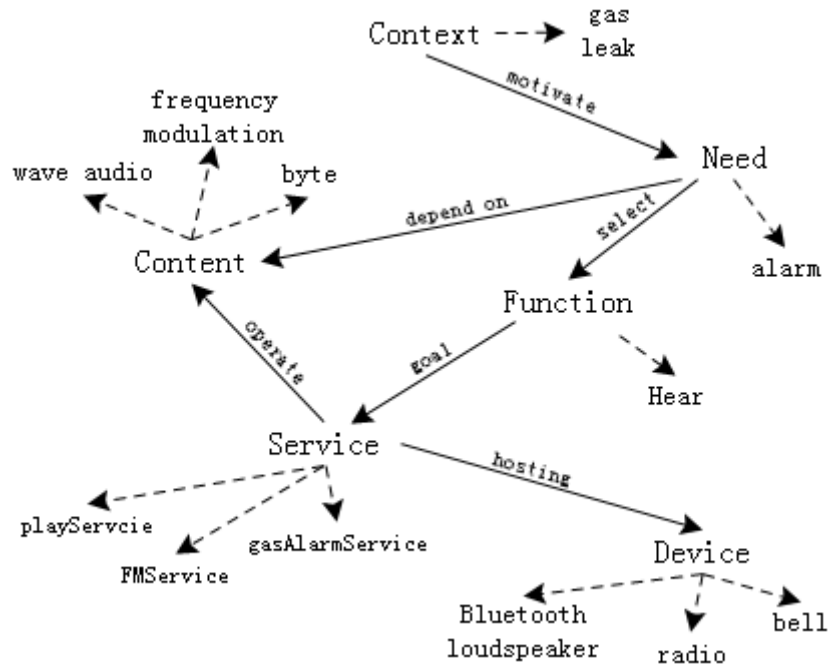 gas
Context
leak
motivate
frequency
modulation
wave audio
byte
Need
depend on
select
Content
alarm
Function
operate
goal
Hear
Service
hosting
playServcie
gasAlarmService
FMService
Device
Bluetooth
loudspeaker
radio
bell